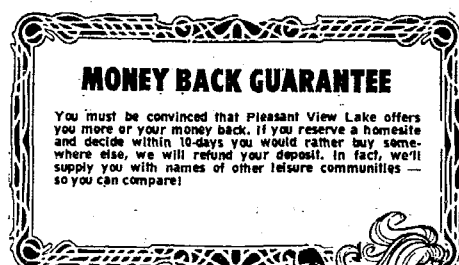 MONEY BACK GUARANTEE
You must be convinced that Pleasant View Lake offers
you more or your money back. If you reserve a homesite
and decide within 10-days you would rather buy some-
where else, we will refund your deposit. In fact, we'll
supply you with names of other leisure communities —
so you can compare!